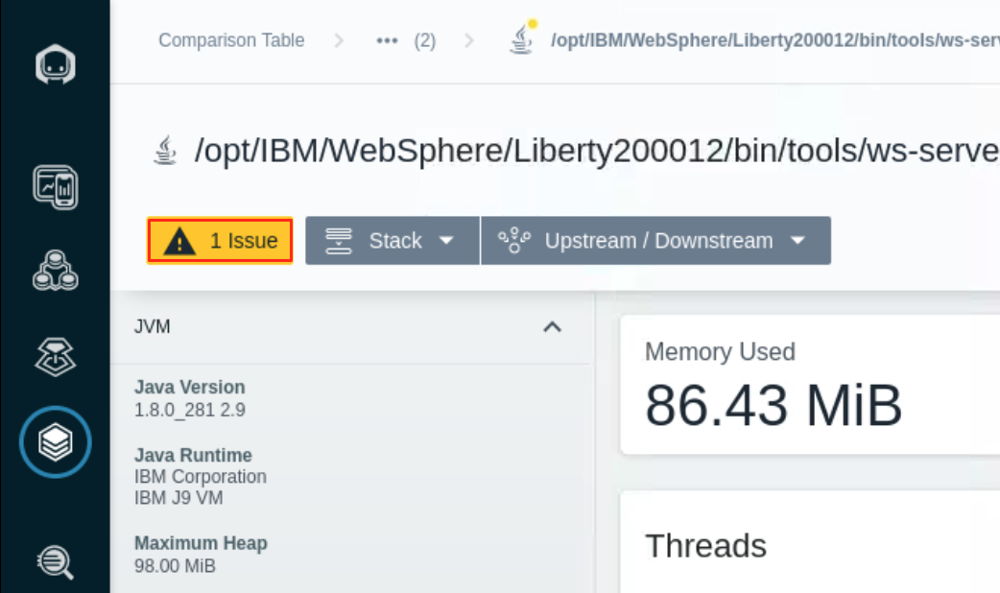 Comparison Table > ••• (2) > /opt/IBM/WebSphere/Liberty200012/bin/tools/ws-ser
/opt/IBM/WebSphere/Liberty200012/bin/tools/ws-serve
1 Issue Stack Upstream / Downstream
JVM
Memory Used
86.43 MiB
Java Version
1.8.0_281 2.9
Java Runtime
IBM Corporation
IBM J9 VM
Maximum Heap
98.00 MiB
Threads